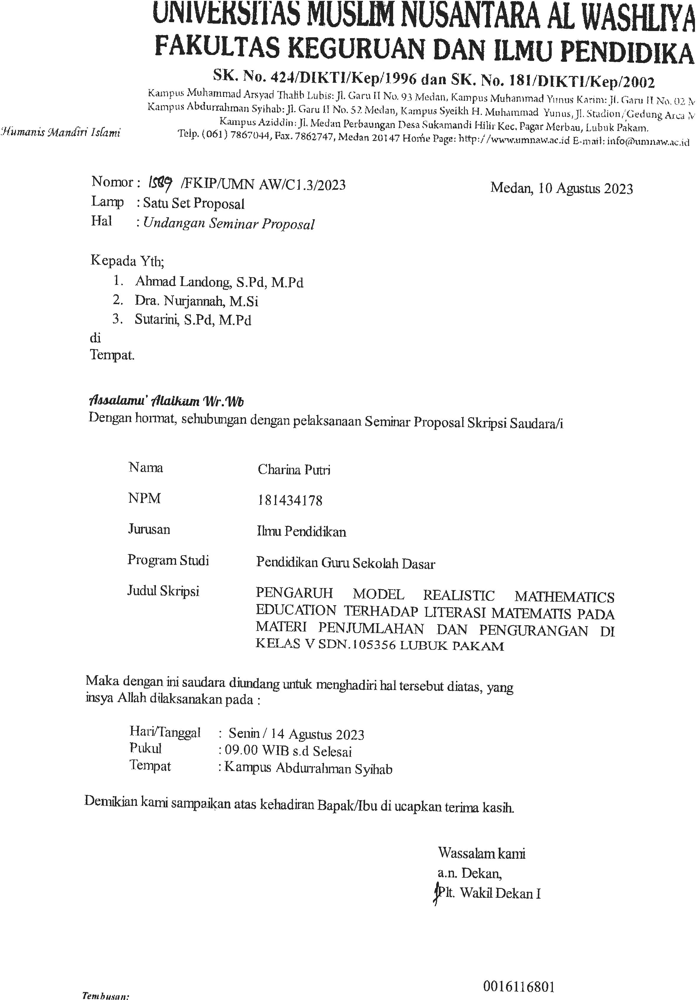 UNIVERSITAS MUSLIM NUSANTARA AL WASHLIYA
FAKULTAS KEGURUAN DAN ILMU PENDIDIKA
SK. No. 424/DIKTI/Kep/1996 dan SK. No. 181/DIKTI/Kep/2002
Kampus Muhammad Arsyad Thalib Lubis: Jl. Garu II No. 93 Medan, Kampus Muhammad Yunus Karim: Jl. Garu II No. 02 M
Kampus Abdurrahman Syihab: Jl. Garu II No. 52 Medan, Kampus Syeikh H. Muhammad Yunus, Jl. Stadion/Gedung Arca M
Kampus Aziddin: Jl. Medan Perbaungan Desa Sukamandi Hilir Kec. Pagar Merbau, Lubuk Pakam.
Humanis Mandiri Islami
Telp. (061) 7867044, Fax. 7862747, Medan 20147 Home Page: http://www.umnaw.ac.id E-mail: info@umnaw.ac.id
Nomor : 1589 /FKIP/UMN AW/C1.3/2023 Medan, 10 Agustus 2023
Lamp : Satu Set Proposal
Hal : Undangan Seminar Proposal
Kepada Yth;
1. Ahmad Landong, S.Pd, M.Pd
2. Dra. Nurjannah, M.Si
3. Sutarini, S.Pd, M.Pd
di
Tempat.
Assalamu' Alaikum Wr.Wb
Dengan hormat, sehubungan dengan pelaksanaan Seminar Proposal Skripsi Saudara/i
Nama Charina Putri
NPM 181434178
Jurusan Ilmu Pendidikan
Program Studi Pendidikan Guru Sekolah Dasar
Judul Skripsi PENGARUH MODEL REALISTIC MATHEMATICS
EDUCATION TERHADAP LITERASI MATEMATIS PADA
MATERI PENJUMLAHAN DAN PENGURANGAN DI
KELAS V SDN.105356 LUBUK PAKAM
Maka dengan ini saudara diundang untuk menghadiri hal tersebut diatas, yang
insya Allah dilaksanakan pada :
Hari/Tanggal : Senin / 14 Agustus 2023
Pukul : 09.00 WIB s.d Selesai
Tempat : Kampus Abdurrahman Syihab
Demikian kami sampaikan atas kehadiran Bapak/Ibu di ucapkan terima kasih.
Wassalam kami
a.n. Dekan,
Plt. Wakil Dekan I
0016116801
Tembusan: